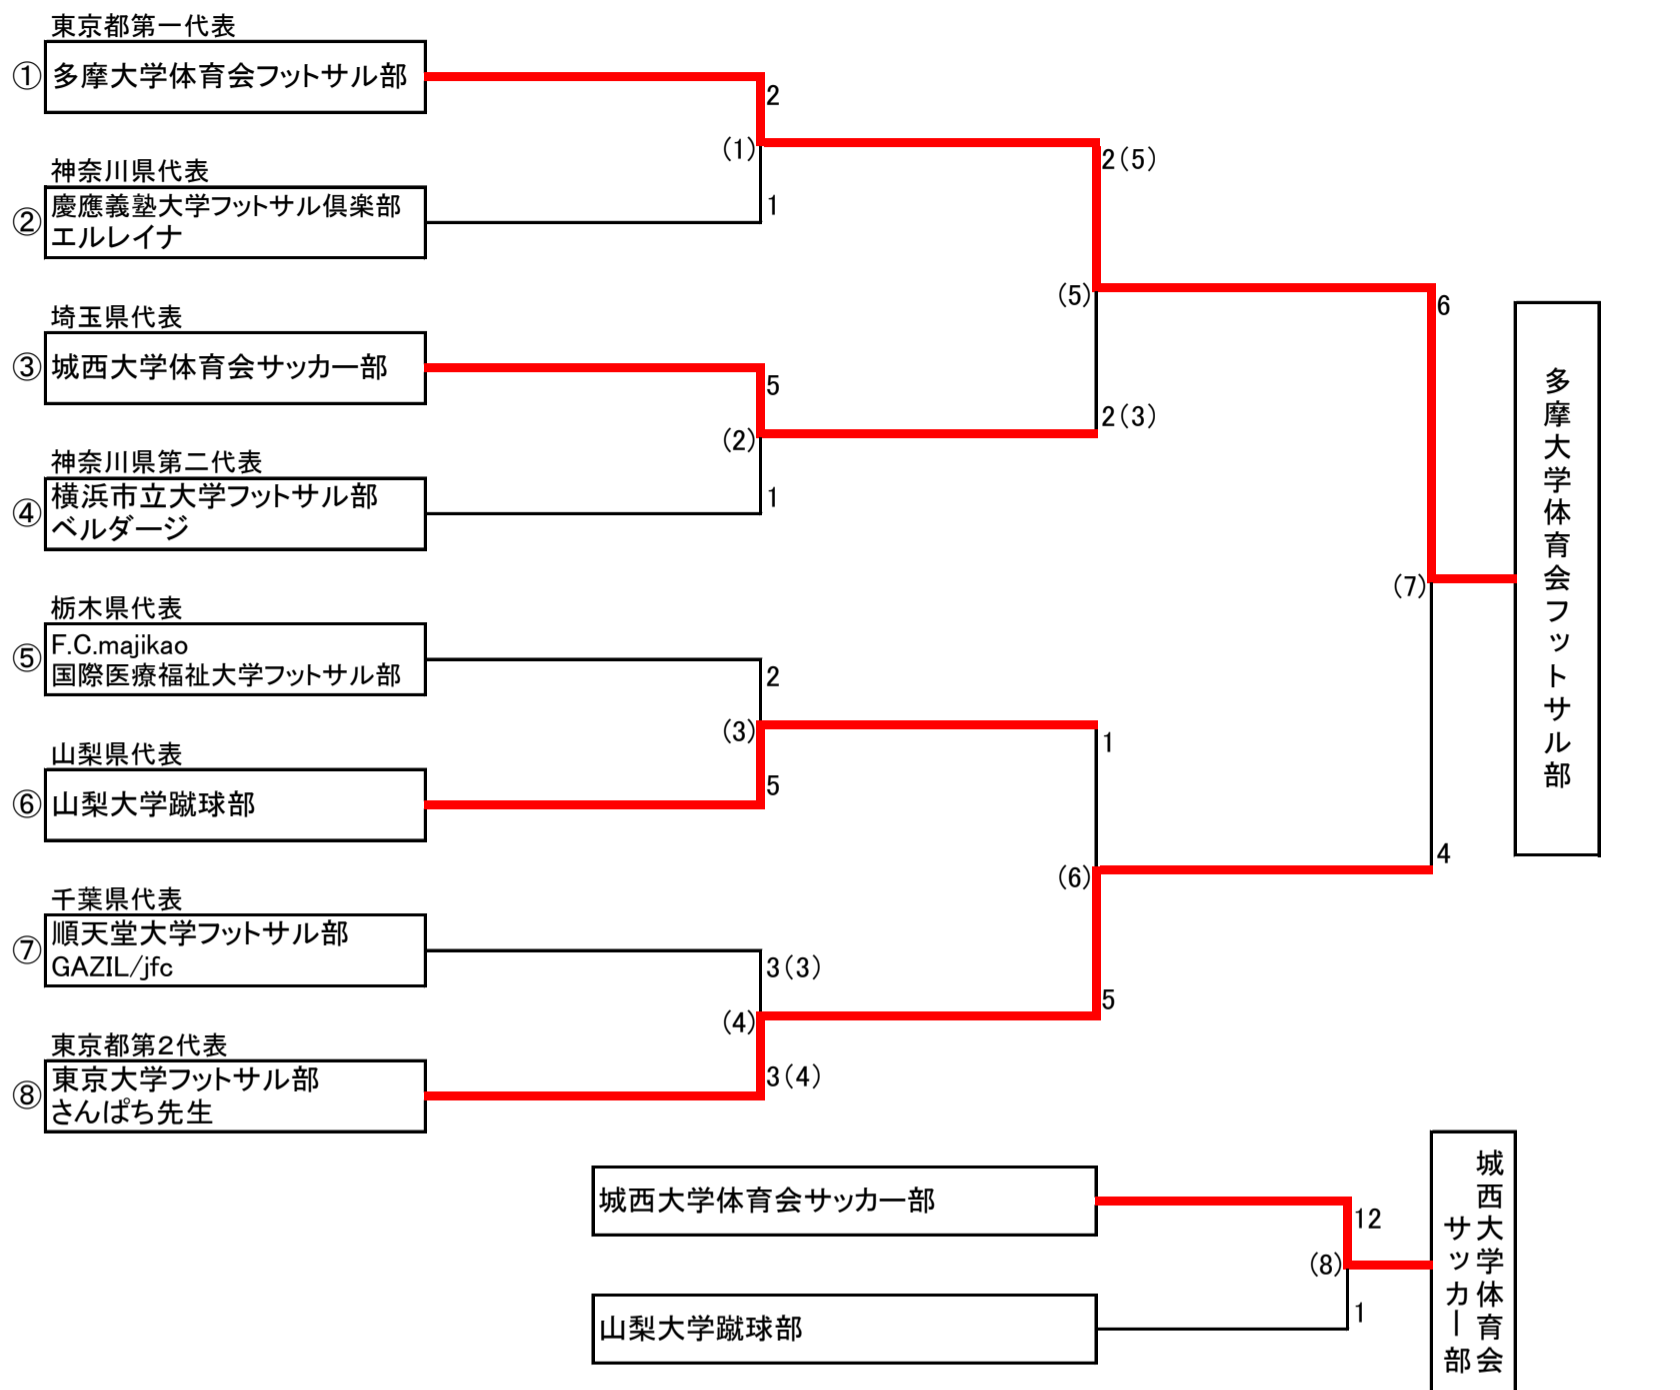 東京都第一代表
① 多摩大学体育会フットサル部
2
(1)
神奈川県代表
② 慶應義塾大学フットサル倶楽部
エルレイナ
1
2(5)
(5)
埼玉県代表
③ 城西大学体育会サッカー部
5
(2)
2(3)
神奈川県第二代表
④ 横浜市立大学フットサル部
ベルダージ
1
6
(7)
4
多摩大学体育会フットサル部
栃木県代表
⑤ F.C.majikao
国際医療福祉大学フットサル部
2
(3)
山梨県代表
⑥ 山梨大学蹴球部
5
1
(6)
5
千葉県代表
⑦ 順天堂大学フットサル部
GAZIL/jfc
3(3)
(4)
東京都第2代表
⑧ 東京大学フットサル部
さんぱち先生
3(4)
城西大学体育会サッカー部
12
(8)
山梨大学蹴球部
1
城西大学体育会
サッカー部